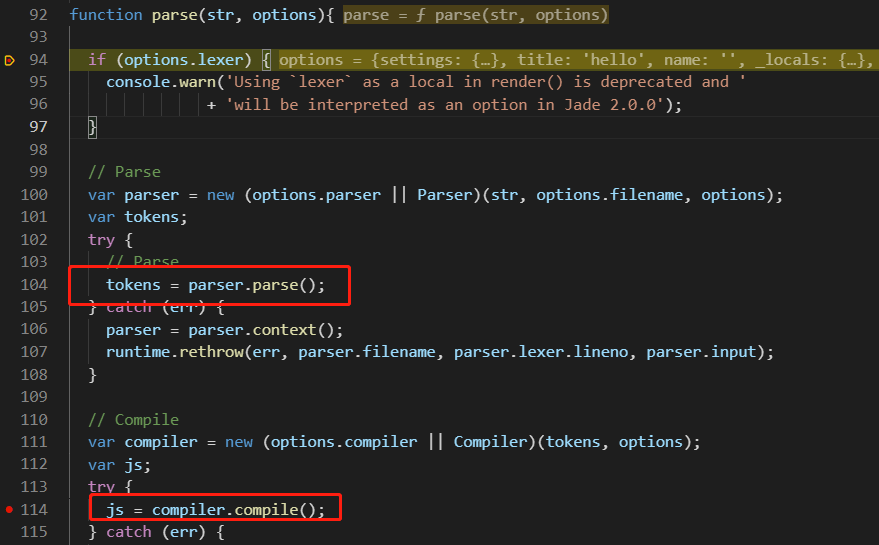 92 function parse(str, options){ parse = ƒ parse(str, options)
93
94 if (options.lexer) { options = {settings: {…}, title: 'hello', name: '', _locals: {…},
95 console.warn('Using `lexer` as a local in render() is deprecated and '
96 + 'will be interpreted as an option in Jade 2.0.0');
97 }
98
99 // Parse
100 var parser = new (options.parser || Parser)(str, options.filename, options);
101 var tokens;
102 try {
103 // Parse
104 tokens = parser.parse();
105 } catch (err) {
106 parser = parser.context();
107 runtime.rethrow(err, parser.filename, parser.lexer.lineno, parser.input);
108 }
109
110 // Compile
111 var compiler = new (options.compiler || Compiler)(tokens, options);
112 var js;
113 try {
114 js = compiler.compile();
115 } catch (err) {